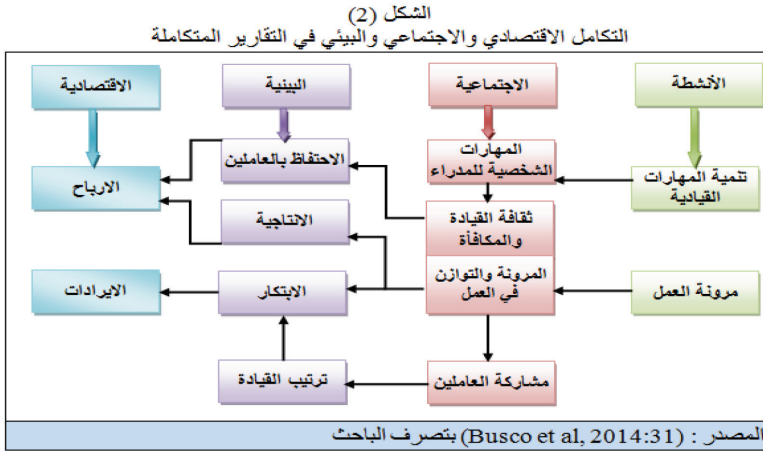 الشكل (2)
التكامل الاقتصادي والاجتماعي والبيئي في التقارير المتكاملة
الأنشطة
الاجتماعية
البينية
الاقتصادية
تنمية المهارات
القيادية
المهارات
الشخصية للمدراء
الاحتفاظ بالعاملين
الارباح
ثقافة القيادة
والمكافأة
الانتاجية
مرونة العمل
المرونة والتوازن
في العمل
الابتكار
الايرادات
مشاركة العاملين
ترتيب القيادة
المصدر : (Busco et al, 2014:31) بتصرف الباحث